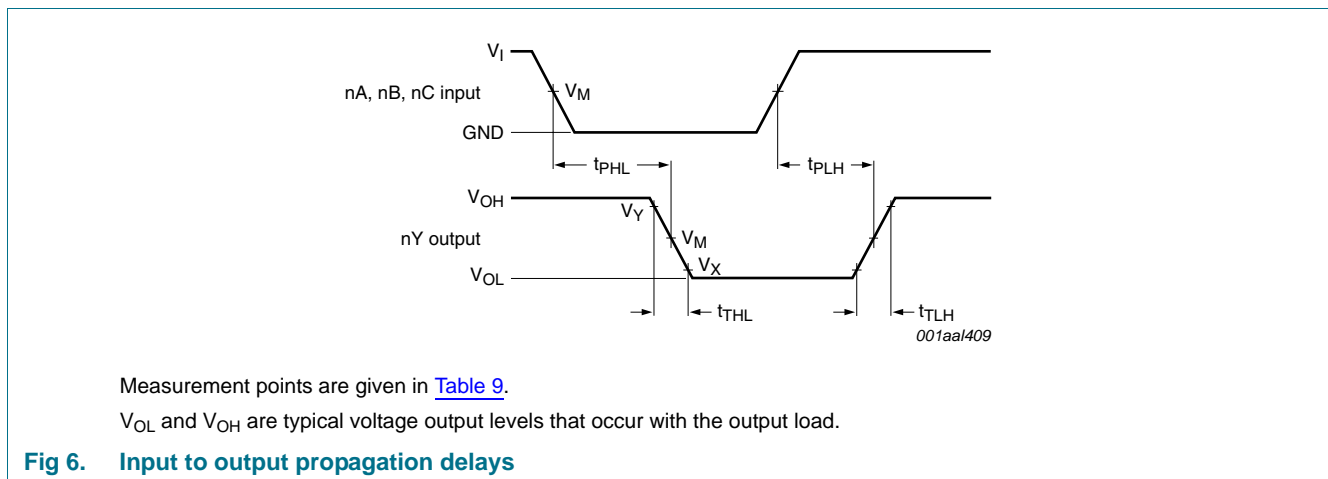 V_I
nA, nB, nC input
V_M
GND
t_PHL
t_PLH
V_OH
V_Y
nY output
V_M
V_X
V_OL
t_THL
t_TLH
001aal409
Measurement points are given in Table 9.
V_OL and V_OH are typical voltage output levels that occur with the output load.
Fig 6. Input to output propagation delays